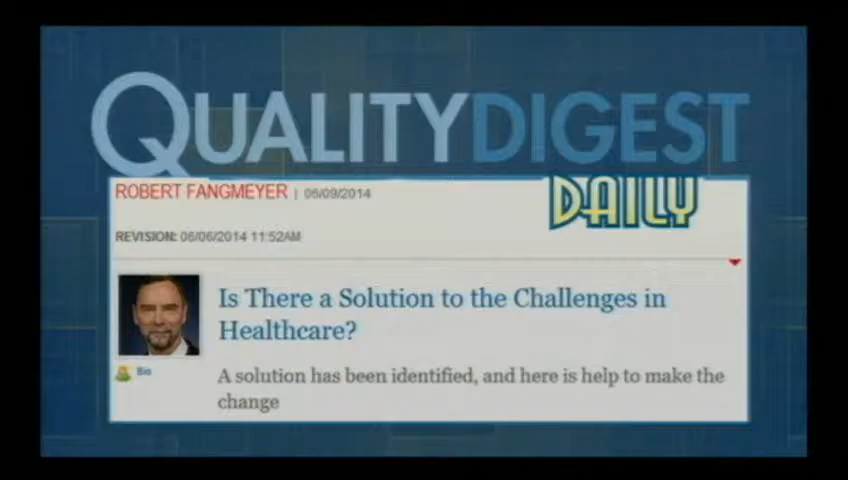 QUALITYDIGEST
DAILY
ROBERT FANGMEYER | 06/09/2014
REVISION: 06/06/2014 11:52AM
Is There a Solution to the Challenges in
Healthcare?
Bio
A solution has been identified, and here is help to make the
change